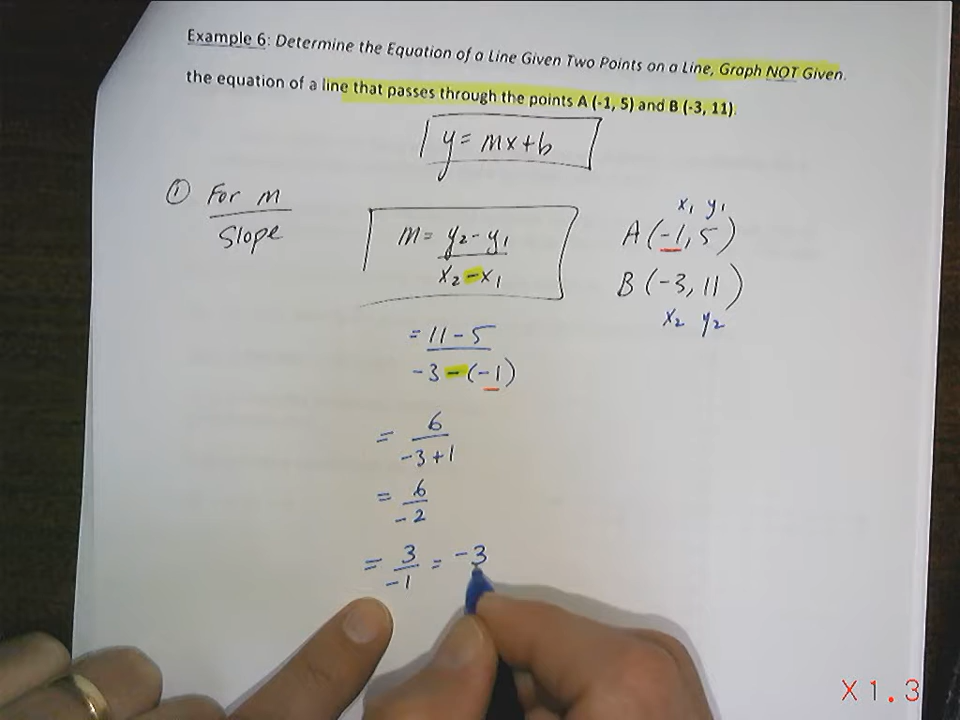 Example 6: Determine the Equation of a Line Given Two Points on a Line, Graph NOT Given.
the equation of a line that passes through the points A (-1, 5) and B (-3, 11).
y = mx+b
① For m
Slope
m = y₂ - y₁
x₂ - x₁
x₁ y₁
A (-1, 5)
B (-3, 11)
x₂ y₂
= 11 - 5
-3 - (-1)
= 6
-3 + 1
= 6
-2
= 3 = -3
-1
X1.3